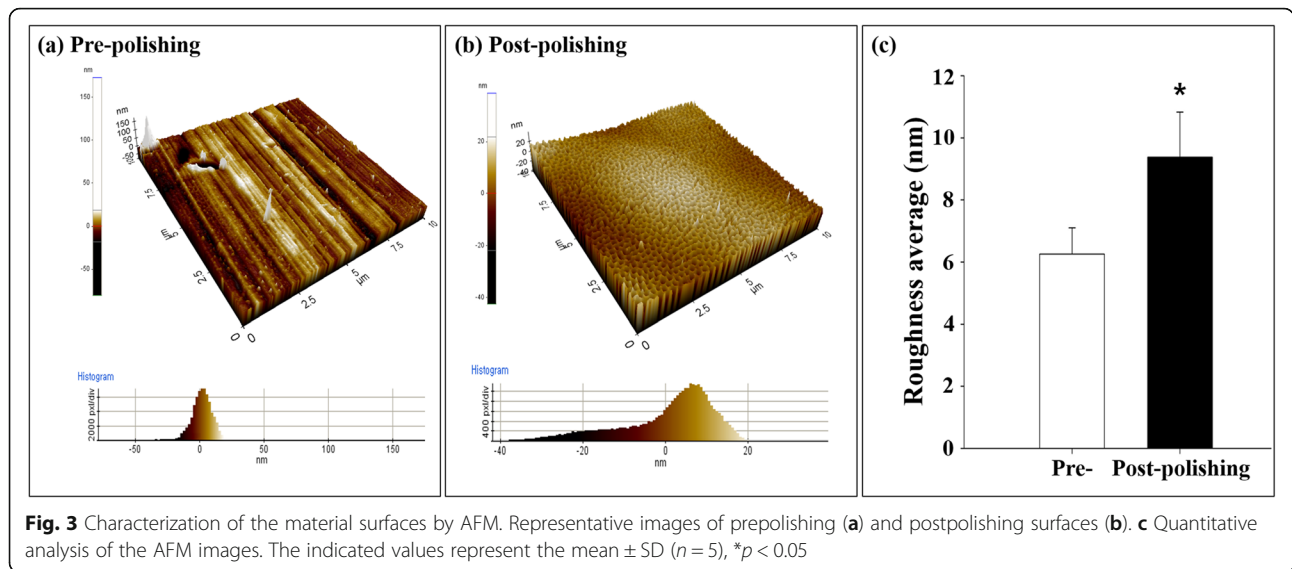 (a) Pre-polishing
nm
150
100
50
0
-50
nm
150
100
50
0
-50
10
7.5
5
2.5
0
µm
0
2.5
5
7.5
10
µm
Histogram
2000 pxl/div
-50
0
50
100
150
nm
(b) Post-polishing
nm
20
0
-20
-40
nm
20
0
-20
-40
10
7.5
5
2.5
0
µm
0
2.5
5
7.5
10
µm
Histogram
400 pxl/div
-40
-20
0
20
nm
(c)
Roughness average (nm)
12
10
8
6
4
2
0
*
Pre- Post-polishing
Fig. 3 Characterization of the material surfaces by AFM. Representative images of prepolishing (a) and postpolishing surfaces (b). c Quantitative
analysis of the AFM images. The indicated values represent the mean ± SD (n = 5), *p < 0.05